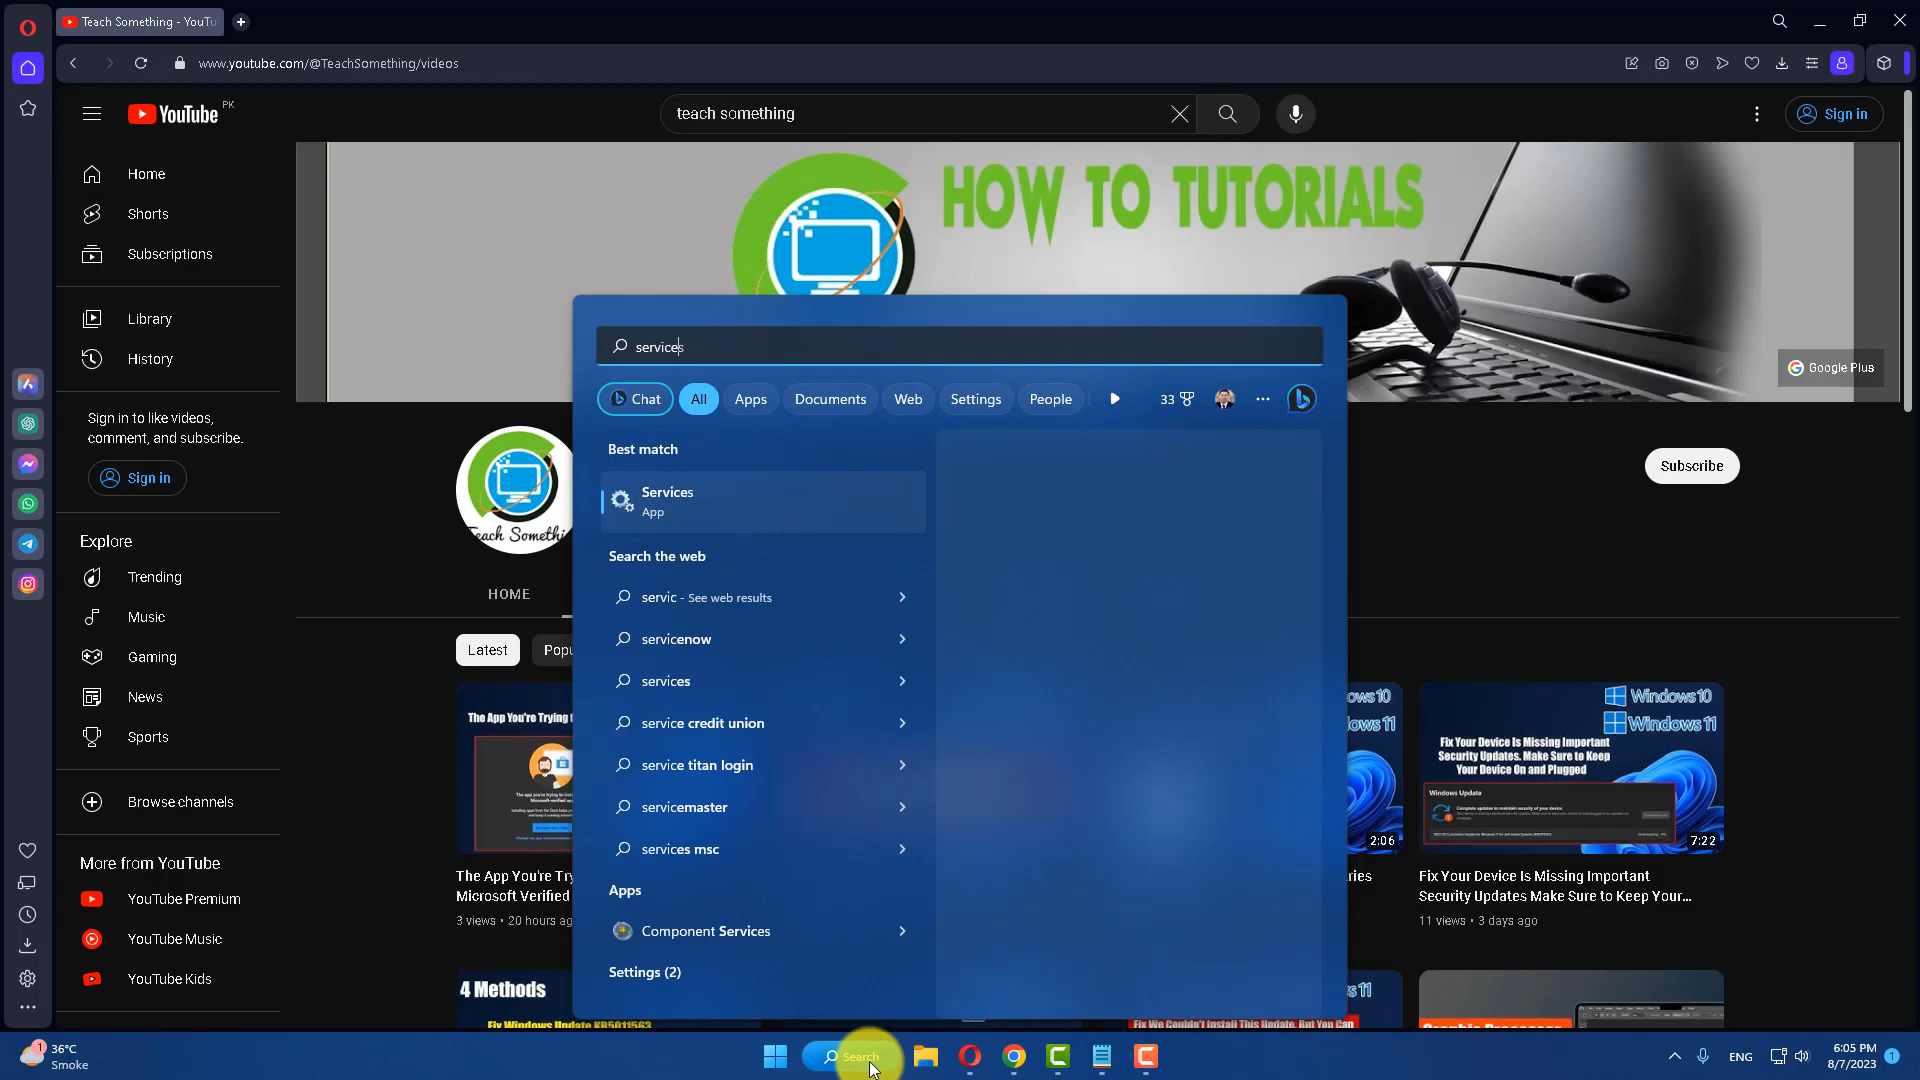 Teach Something - YouTu
www.youtube.com/@TeachSomething/videos
YouTube PK
teach something
Sign in
Home
Shorts
Subscriptions
Library
History
Sign in to like videos,
comment, and subscribe.
Sign in
Explore
Trending
Music
Gaming
News
Sports
Browse channels
More from YouTube
YouTube Premium
YouTube Music
YouTube Kids
HOW TO TUTORIALS
Google Plus
Subscribe
HOME
Latest
Popu
services
Chat
All
Apps
Documents
Web
Settings
People
33
Best match
Services
App
Search the web
servic - See web results
servicenow
services
service credit union
service titan login
servicemaster
services msc
Apps
Component Services
Settings (2)
The App You're Trying
The App You're Try
Microsoft Verified
3 views • 20 hours ag
2:06
ries
Windows10
Windows11
Fix Your Device Is Missing Important
Security Updates. Make Sure to Keep
Your Device On and Plugged
Windows Update
7:22
Fix Your Device Is Missing Important
Security Updates Make Sure to Keep Your...
11 views • 3 days ago
4 Methods
Fix Windows Update KB5011563
Fix We Couldn't Install This Update, But You Can
36°C
Smoke
1
Search
ENG
6:05 PM
8/7/2023
1